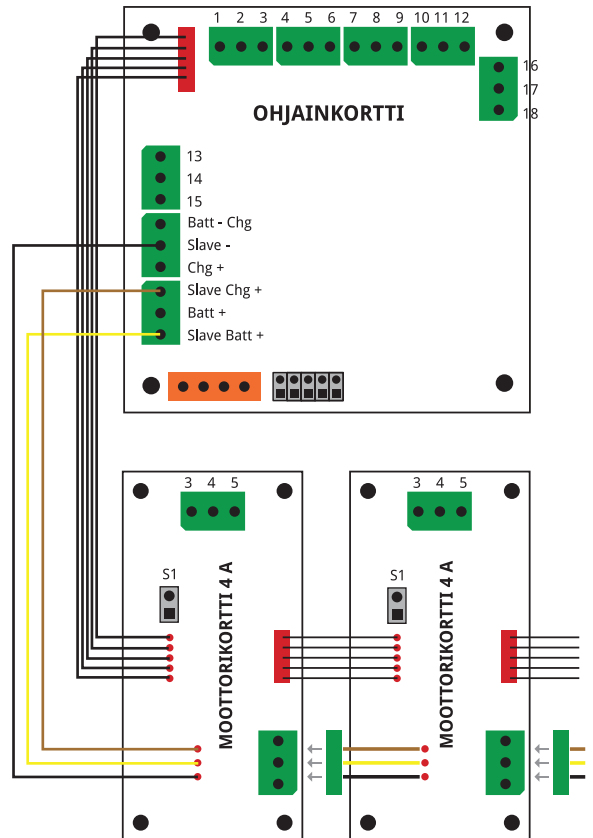 1 2 3 4 5 6 7 8 9 10 11 12
16
17
18
OHJAINKORTTI
13
14
15
Batt - Chg
Slave -
Chg +
Slave Chg +
Batt +
Slave Batt +
3 4 5
S1
MOOTTORIKORTTI 4 A
3 4 5
S1
MOOTTORIKORTTI 4 A